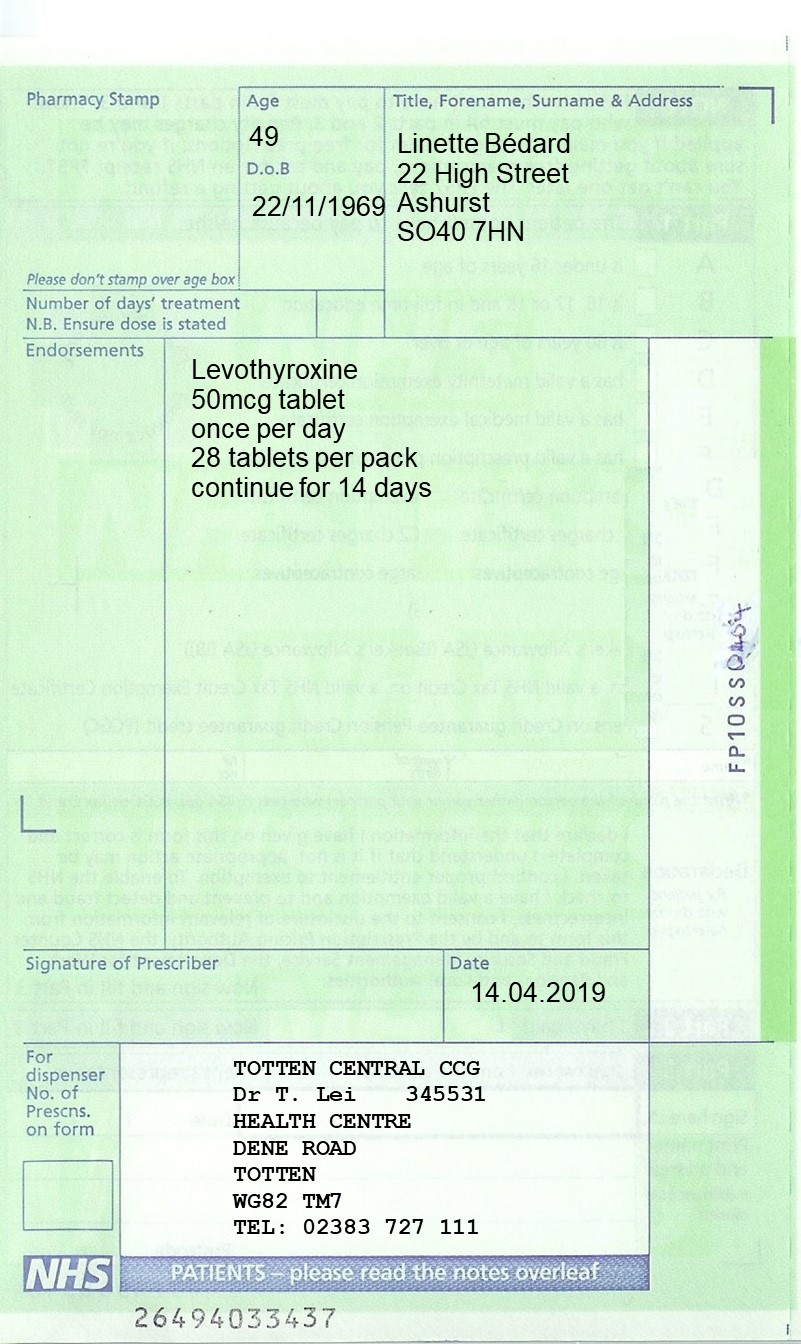 Pharmacy Stamp
Age
49
D.o.B
22/11/1969
Title, Forename, Surname & Address
Linette Bédard
22 High Street
Ashurst
SO40 7HN
Please don't stamp over age box
Number of days' treatment
N.B. Ensure dose is stated
Endorsements
Levothyroxine
50mcg tablet
once per day
28 tablets per pack
continue for 14 days
FP10SS
Signature of Prescriber
Date
14.04.2019
For
dispenser
No. of
Prescns.
on form
TOTTEN CENTRAL CCG
Dr T. Lei 345531
HEALTH CENTRE
DENE ROAD
TOTTEN
WG82 TM7
TEL: 02383 727 111
NHS
PATIENTS – please read the notes overleaf
26494033437